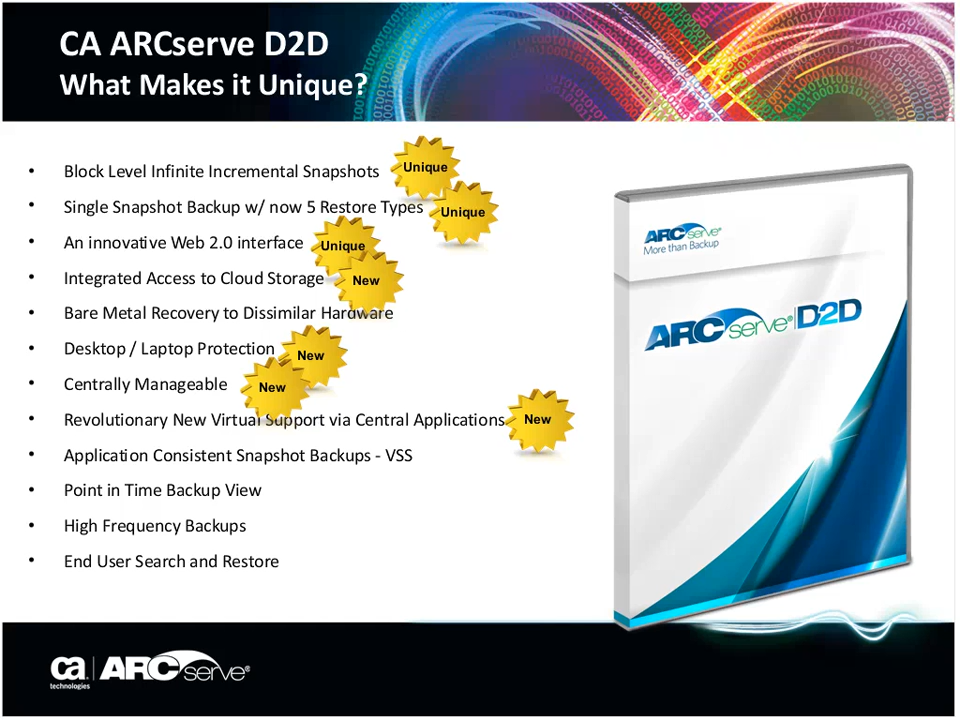 CA ARCserve D2D
What Makes it Unique?
• Block Level Infinite Incremental Snapshots Unique
• Single Snapshot Backup w/ now 5 Restore Types Unique
• An innovative Web 2.0 interface Unique
• Integrated Access to Cloud Storage New
• Bare Metal Recovery to Dissimilar Hardware
• Desktop / Laptop Protection New
• Centrally Manageable New
• Revolutionary New Virtual Support via Central Applications New
• Application Consistent Snapshot Backups - VSS
• Point in Time Backup View
• High Frequency Backups
• End User Search and Restore
ARCserve®
More than Backup
ARCserve® D2D
ca technologies | ARCserve®